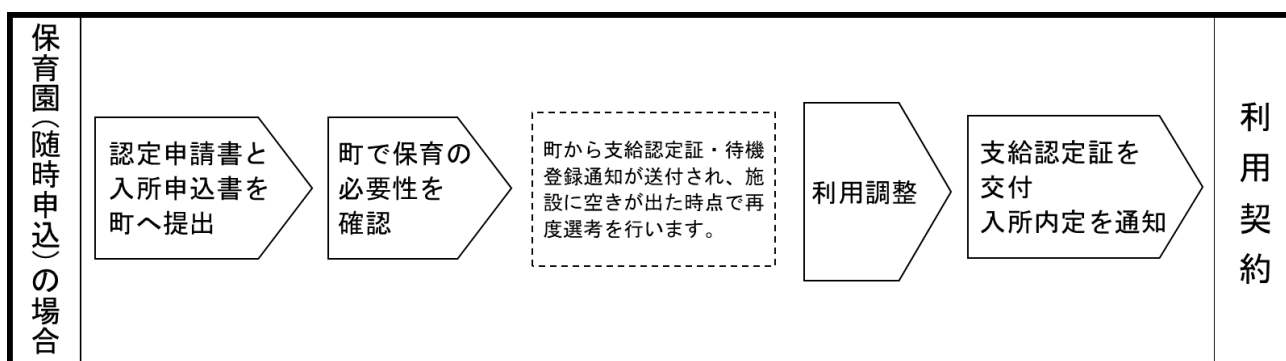 保育園（随時申込）の場合
認定申請書と
入所申込書を
町へ提出
町で保育の
必要性を
確認
町から支給認定証・待機
登録通知が送付され、施
設に空きが出た時点で再
度選考を行います。
利用調整
支給認定証を
交付
入所内定を通知
利用契約